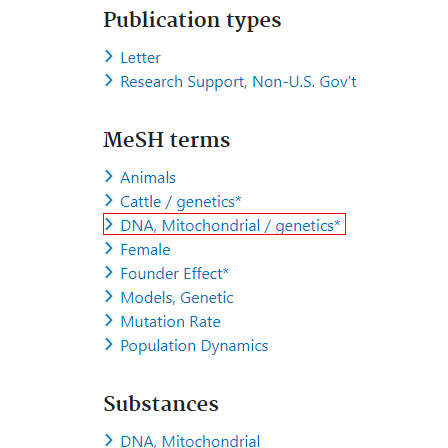 Publication types
Letter
Research Support, Non-U.S. Gov't
MeSH terms
Animals
Cattle / genetics*
DNA, Mitochondrial / genetics*
Female
Founder Effect*
Models, Genetic
Mutation Rate
Population Dynamics
Substances
DNA, Mitochondrial